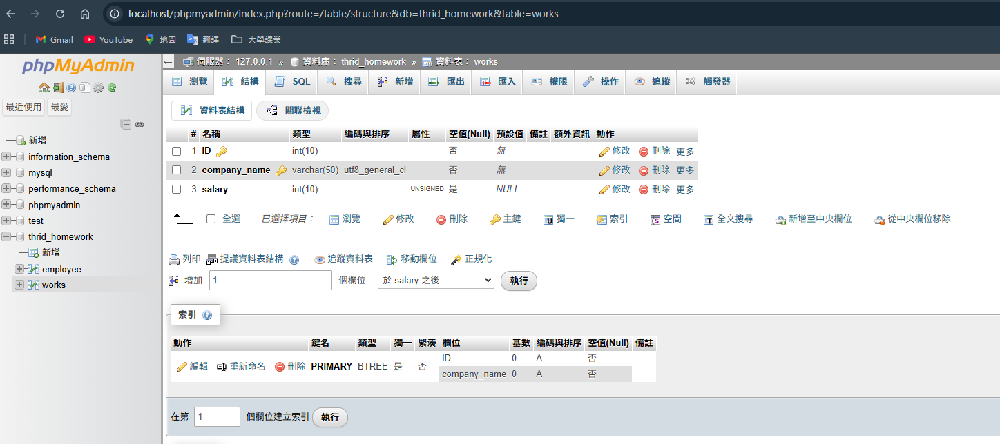 localhost/phpmyadmin/index.php?route=/table/structure&db=thrid_homework&table=works
Gmail YouTube 地圖 翻譯 大學課業
phpMyAdmin
最近使用 最愛
新增
information_schema
mysql
performance_schema
phpmyadmin
test
thrid_homework
新增
employee
works
伺服器： 127.0.0.1 » 資料庫： thrid_homework » 資料表： works
瀏覽 結構 SQL 搜尋 新增 匯出 匯入 權限 操作 追蹤 觸發器
資料表結構 關聯檢視
# 名稱 類型 編碼與排序 屬性 空值(Null) 預設值 備註 額外資訊 動作
1 ID int(10) 否 無 修改 刪除 更多
2 company_name varchar(50) utf8_general_ci 否 無 修改 刪除 更多
3 salary int(10) UNSIGNED 是 NULL 修改 刪除 更多
全選 已選擇項目： 瀏覽 修改 刪除 主鍵 獨一 索引 空間 全文搜尋 新增至中央欄位 從中央欄位移除
列印 提議資料表結構 追蹤資料表 移動欄位 正規化
增加 1 個欄位 於 salary 之後 執行
索引
動作 鍵名 類型 獨一 緊湊 欄位 基數 編碼與排序 空值(Null) 備註
編輯 重新命名 刪除 PRIMARY BTREE 是 否 ID 0 A 否
company_name 0 A 否
在第 1 個欄位建立索引 執行